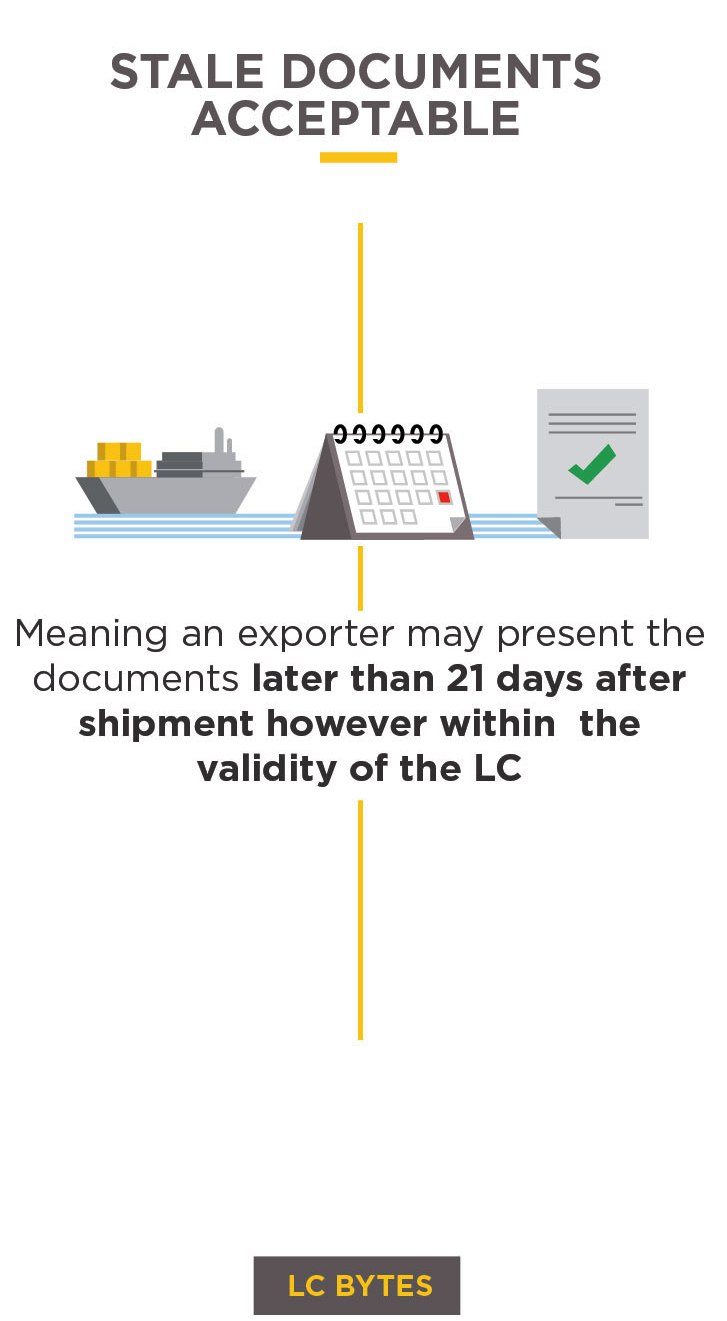 STALE DOCUMENTS
ACCEPTABLE
Meaning an exporter may present the
documents later than 21 days after
shipment however within the
validity of the LC
LC BYTES